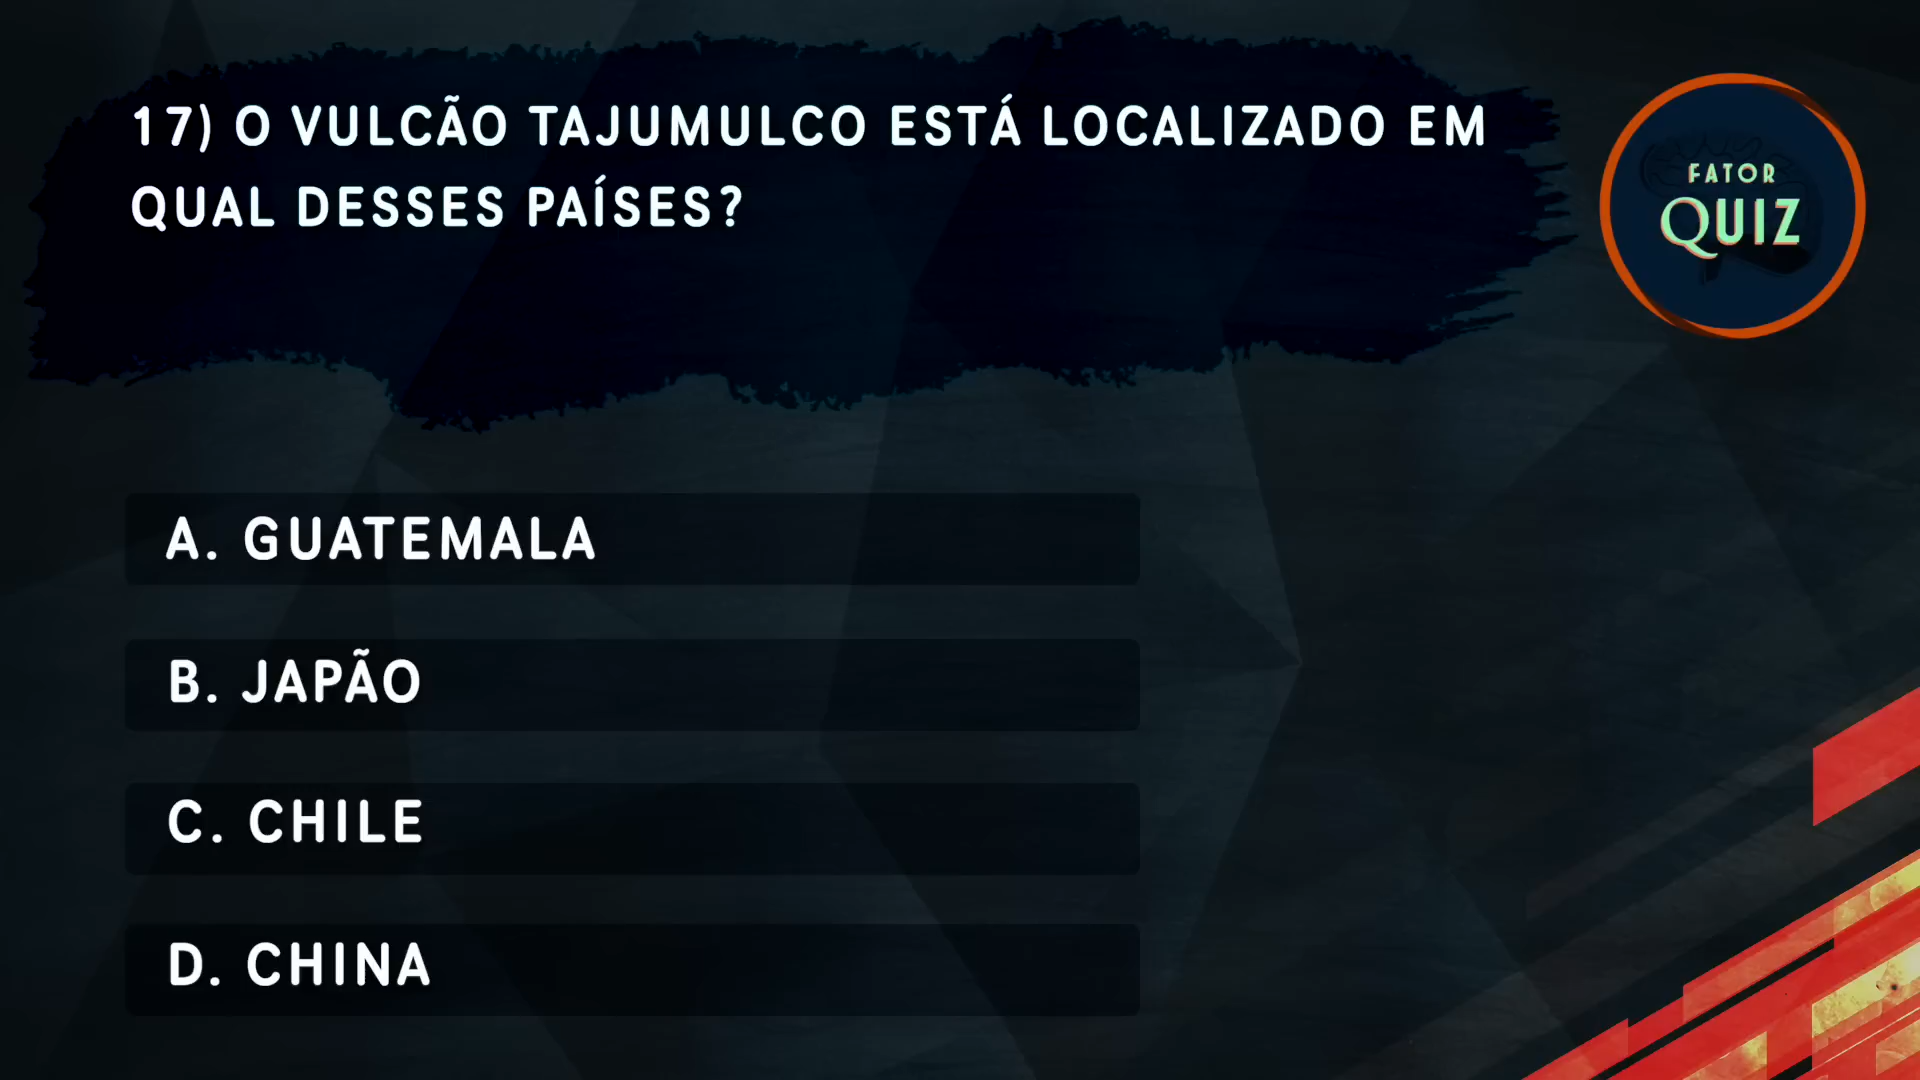 17) O VULCÃO TAJUMULCO ESTÁ LOCALIZADO EM
QUAL DESSES PAÍSES?
FATOR
QUIZ
A. GUATEMALA
B. JAPÃO
C. CHILE
D. CHINA